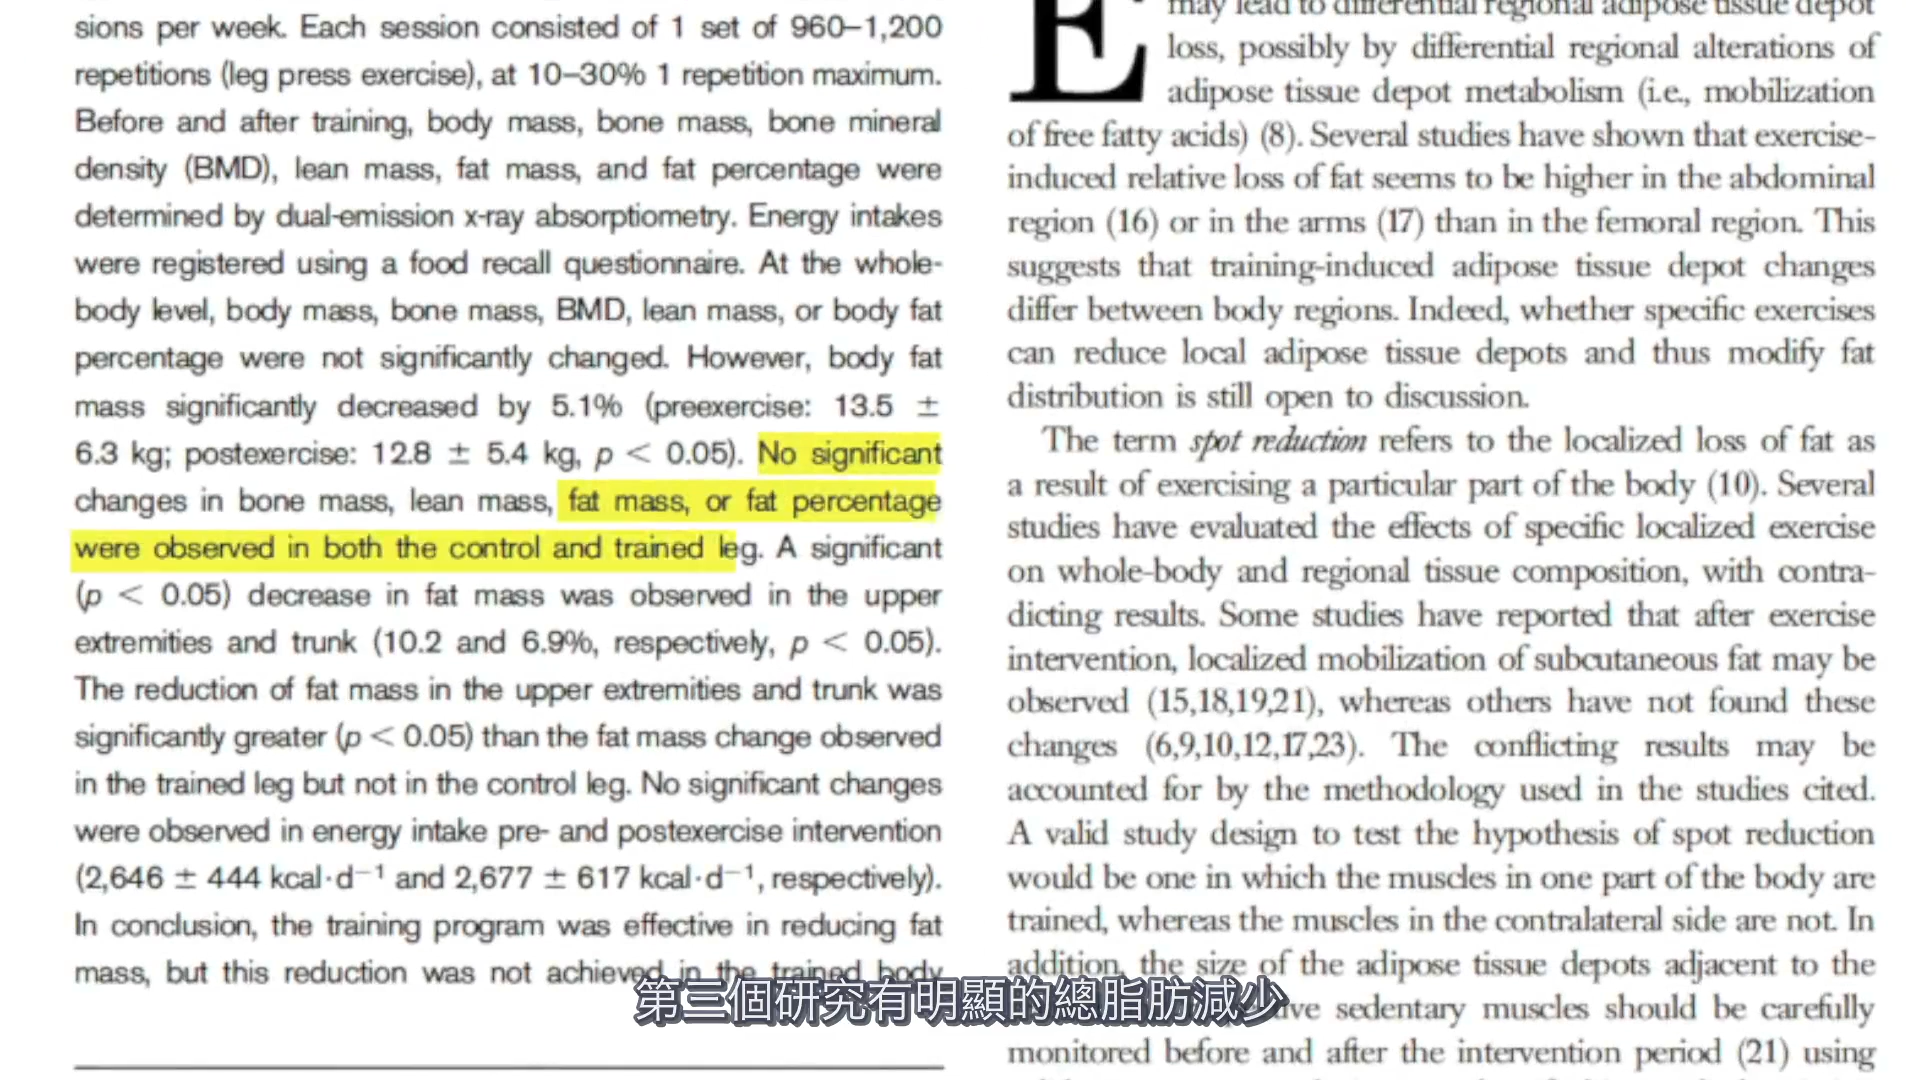 sions per week. Each session consisted of 1 set of 960–1,200
repetitions (leg press exercise), at 10–30% 1 repetition maximum.
Before and after training, body mass, bone mass, bone mineral
density (BMD), lean mass, fat mass, and fat percentage were
determined by dual-emission x-ray absorptiometry. Energy intakes
were registered using a food recall questionnaire. At the whole-
body level, body mass, bone mass, BMD, lean mass, or body fat
percentage were not significantly changed. However, body fat
mass significantly decreased by 5.1% (preexercise: 13.5 ±
6.3 kg; postexercise: 12.8 ± 5.4 kg, p < 0.05). No significant
changes in bone mass, lean mass, fat mass, or fat percentage
were observed in both the control and trained leg. A significant
(p < 0.05) decrease in fat mass was observed in the upper
extremities and trunk (10.2 and 6.9%, respectively, p < 0.05).
The reduction of fat mass in the upper extremities and trunk was
significantly greater (p < 0.05) than the fat mass change observed
in the trained leg but not in the control leg. No significant changes
were observed in energy intake pre- and postexercise intervention
(2,646 ± 444 kcal·d−1 and 2,677 ± 617 kcal·d−1, respectively).
In conclusion, the training program was effective in reducing fat
mass, but this reduction was not achieved in the trained body
E
may lead to differential regional adipose tissue depot
loss, possibly by differential regional alterations of
adipose tissue depot metabolism (i.e., mobilization
of free fatty acids) (8). Several studies have shown that exercise-
induced relative loss of fat seems to be higher in the abdominal
region (16) or in the arms (17) than in the femoral region. This
suggests that training-induced adipose tissue depot changes
differ between body regions. Indeed, whether specific exercises
can reduce local adipose tissue depots and thus modify fat
distribution is still open to discussion.
The term spot reduction refers to the localized loss of fat as
a result of exercising a particular part of the body (10). Several
studies have evaluated the effects of specific localized exercise
on whole-body and regional tissue composition, with contra-
dicting results. Some studies have reported that after exercise
intervention, localized mobilization of subcutaneous fat may be
observed (15,18,19,21), whereas others have not found these
changes (6,9,10,12,17,23). The conflicting results may be
accounted for by the methodology used in the studies cited.
A valid study design to test the hypothesis of spot reduction
would be one in which the muscles in one part of the body are
trained, whereas the muscles in the contralateral side are not. In
addition, the size of the adipose tissue depots adjacent to the
sedentary muscles should be carefully
monitored before and after the intervention period (21) using
第三個研究有明顯的總脂肪減少